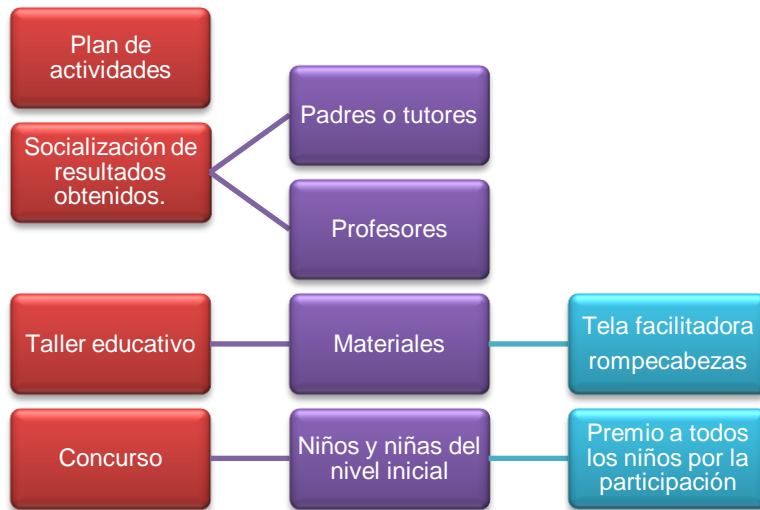 Plan de
actividades
Socialización de
resultados
obtenidos.
Padres o tutores
Profesores
Taller educativo
Materiales
Tela facilitadora
rompecabezas
Concurso
Niños y niñas del
nivel inicial
Premio a todos
los niños por la
participación